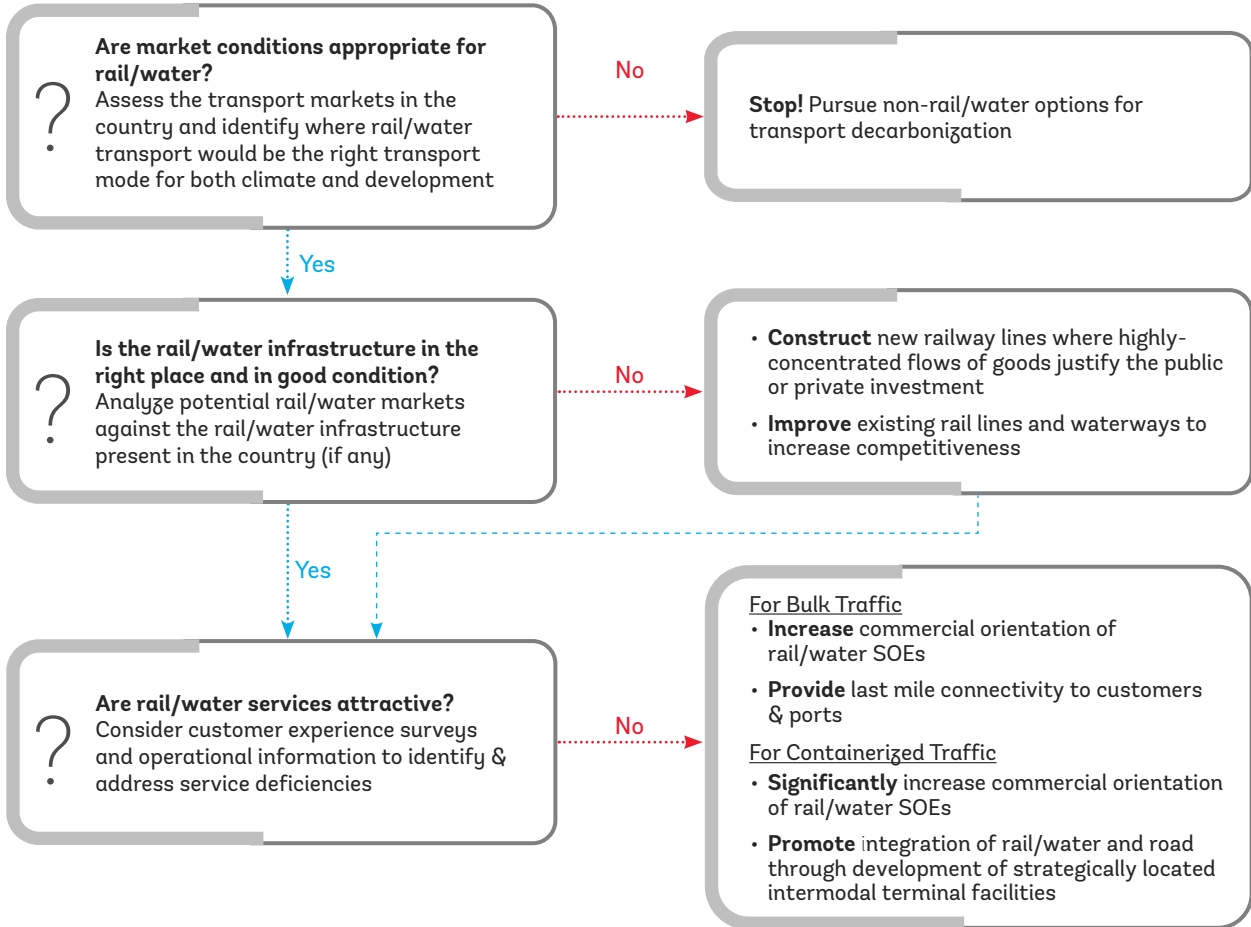 ?
Are market conditions appropriate for
rail/water?
Assess the transport markets in the
country and identify where rail/water
transport would be the right transport
mode for both climate and development
No
Stop! Pursue non-rail/water options for
transport decarbonization
Yes
?
Is the rail/water infrastructure in the
right place and in good condition?
Analyze potential rail/water markets
against the rail/water infrastructure
present in the country (if any)
No
• Construct new railway lines where highly-
concentrated flows of goods justify the public
or private investment
• Improve existing rail lines and waterways to
increase competitiveness
Yes
?
Are rail/water services attractive?
Consider customer experience surveys
and operational information to identify &
address service deficiencies
No
For Bulk Traffic
• Increase commercial orientation of
rail/water SOEs
• Provide last mile connectivity to customers
& ports
For Containerized Traffic
• Significantly increase commercial orientation
of rail/water SOEs
• Promote integration of rail/water and road
through development of strategically located
intermodal terminal facilities